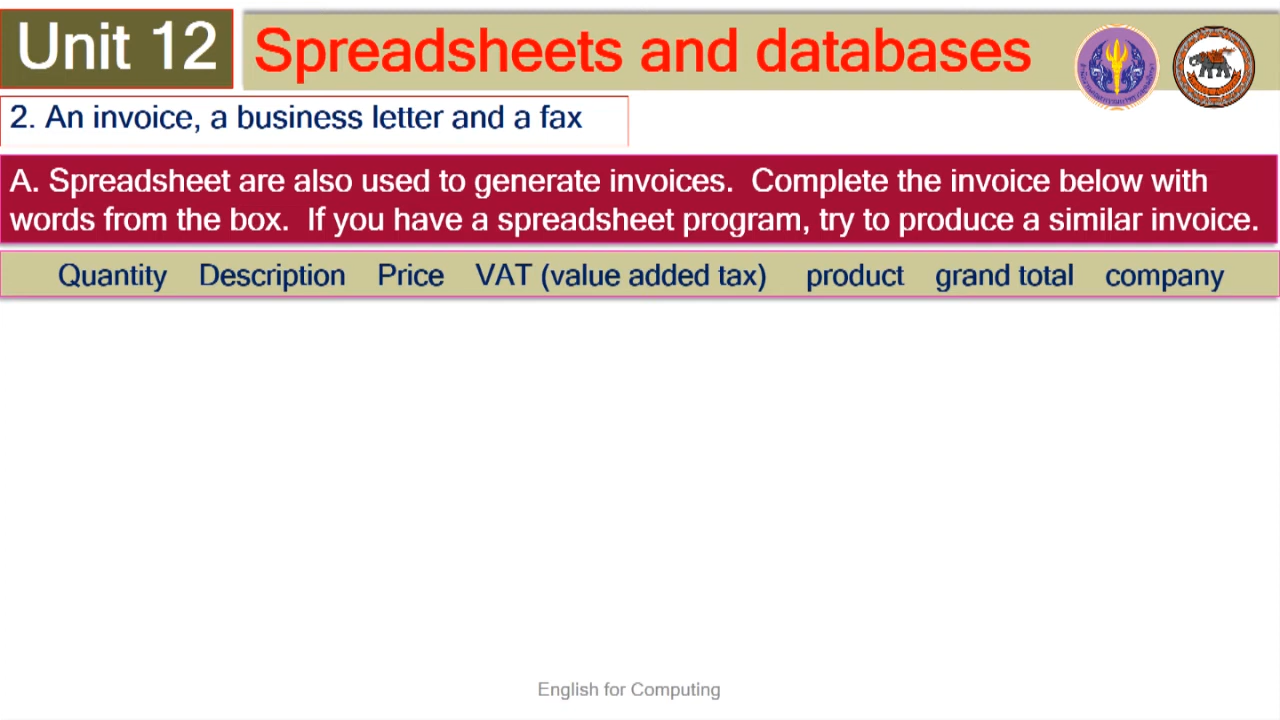 Unit 12
Spreadsheets and databases
2. An invoice, a business letter and a fax
A. Spreadsheet are also used to generate invoices. Complete the invoice below with
words from the box. If you have a spreadsheet program, try to produce a similar invoice.
Quantity Description Price VAT (value added tax) product grand total company
English for Computing